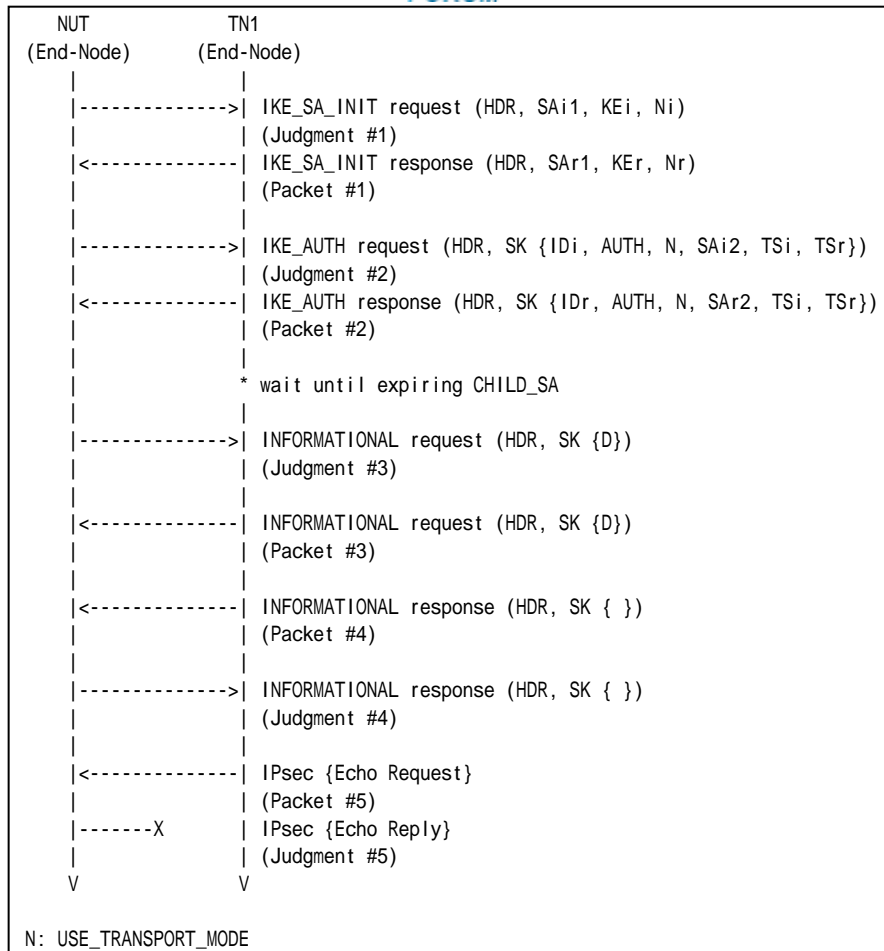 NUT TN1
(End-Node) (End-Node)
| |
|-------------->| IKE_SA_INIT request (HDR, SAi1, KEi, Ni)
| | (Judgment #1)
|<--------------| IKE_SA_INIT response (HDR, SAr1, KEr, Nr)
| | (Packet #1)
| |
|-------------->| IKE_AUTH request (HDR, SK {IDi, AUTH, N, SAi2, TSi, TSr})
| | (Judgment #2)
|<--------------| IKE_AUTH response (HDR, SK {IDr, AUTH, N, SAr2, TSi, TSr})
| | (Packet #2)
| |
| * wait until expiring CHILD_SA
| |
|-------------->| INFORMATIONAL request (HDR, SK {D})
| | (Judgment #3)
| |
|<--------------| INFORMATIONAL request (HDR, SK {D})
| | (Packet #3)
| |
|<--------------| INFORMATIONAL response (HDR, SK { })
| | (Packet #4)
| |
|-------------->| INFORMATIONAL response (HDR, SK { })
| | (Judgment #4)
| |
|<--------------| IPsec {Echo Request}
| | (Packet #5)
|-------X | IPsec {Echo Reply}
| | (Judgment #5)
V V
N: USE_TRANSPORT_MODE